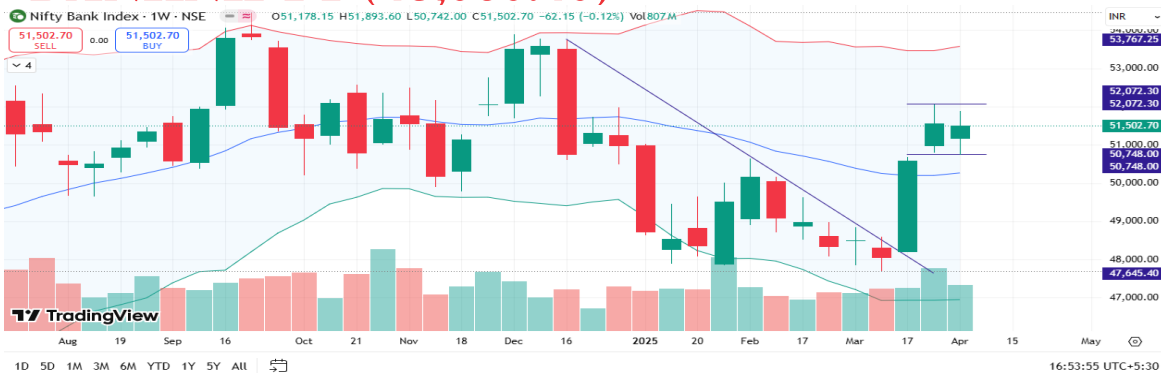 Nifty Bank Index · 1W · NSE O51,178.15 H51,893.60 L50,742.00 C51,502.70 -62.15 (-0.12%) Vol807M
INR
51,502.70
SELL
0.00
51,502.70
BUY
4
54,000.00
53,767.25
53,000.00
52,072.30
52,072.30
51,502.70
51,000.00
50,748.00
50,748.00
50,000.00
49,000.00
48,000.00
47,645.40
47,000.00
TradingView
Aug 19 Sep 16 Oct 21 Nov 18 Dec 16 2025 20 Feb 17 Mar 17 Apr 15 May
1D 5D 1M 3M 6M YTD 1Y 5Y All
16:53:55 UTC+5:30